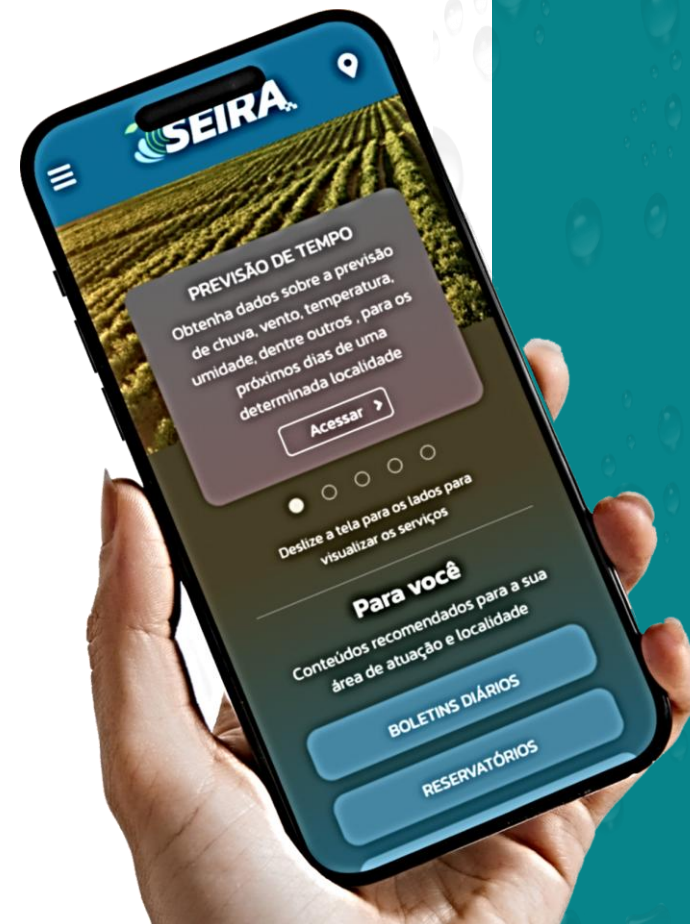 SEIRA
PREVISÃO DE TEMPO
Obtenha dados sobre a previsão
de chuva, vento, temperatura,
umidade, dentre outros , para os
próximos dias de uma
determinada localidade
Acessar
Deslize a tela para os lados para
visualizar os serviços
Para você
Conteúdos recomendados para a sua
área de atuação e localidade
BOLETINS DIÁRIOS
RESERVATÓRIOS